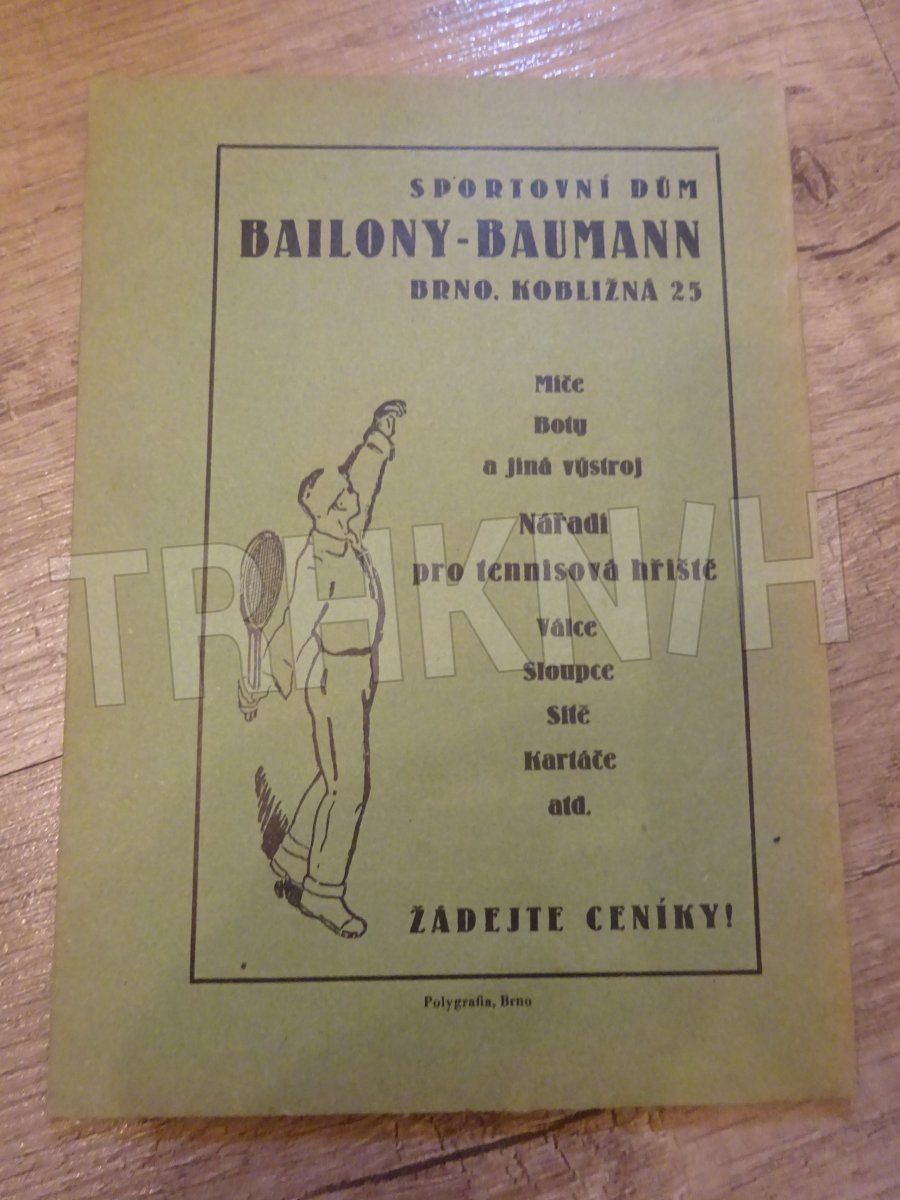 SPORTOVNÍ DŮM
BAILONY-BAUMANN
BRNO. KOBLIŽNÁ 25
Míče
Boty
a jiná výstroj
Nářadí
pro tennisová hřiště
Válce
Sloupce
Sítě
Kartáče
atd.
ŽÁDEJTE CENÍKY!
Polygrafia, Brno
TRHKNIH